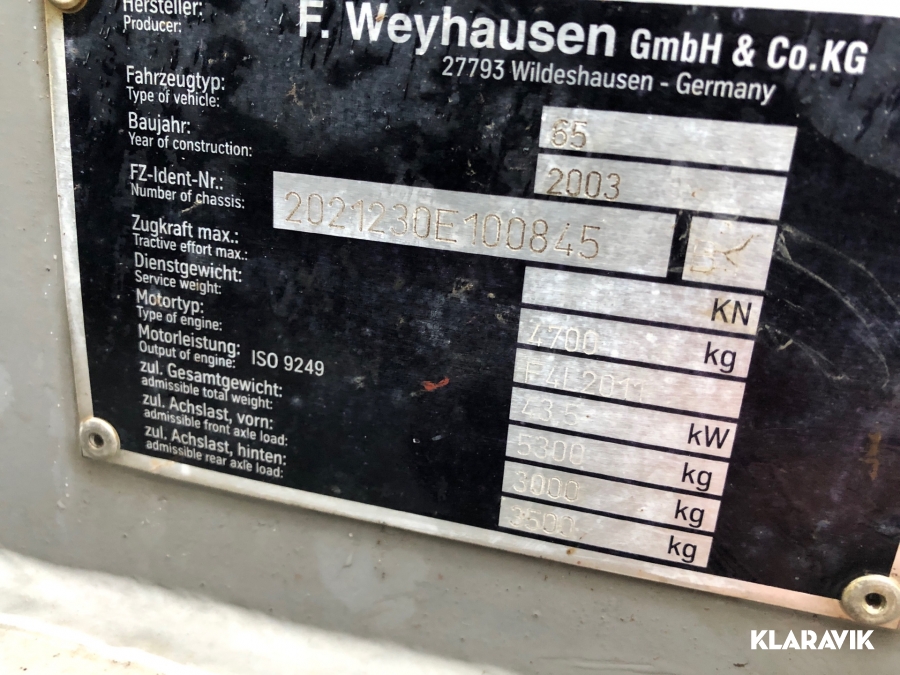 Hersteller:
Producer:
F. Weyhausen GmbH & Co.KG
27793 Wildeshausen - Germany
Fahrzeugtyp:
Type of vehicle:
65
Baujahr:
Year of construction:
2003
FZ-Ident-Nr.:
Number of chassis:
2021230E100845
Zugkraft max.:
Tractive effort max.:
KN
Dienstgewicht:
Service weight:
4700 kg
Motortyp:
Type of engine:
F4L2011
Motorleistung:
Output of engine: ISO 9249
43.5 kW
zul. Gesamtgewicht:
admissible total weight:
5300 kg
zul. Achslast, vorn:
admissible front axle load:
3000 kg
zul. Achslast, hinten:
admissible rear axle load:
kg
KLARAVIK